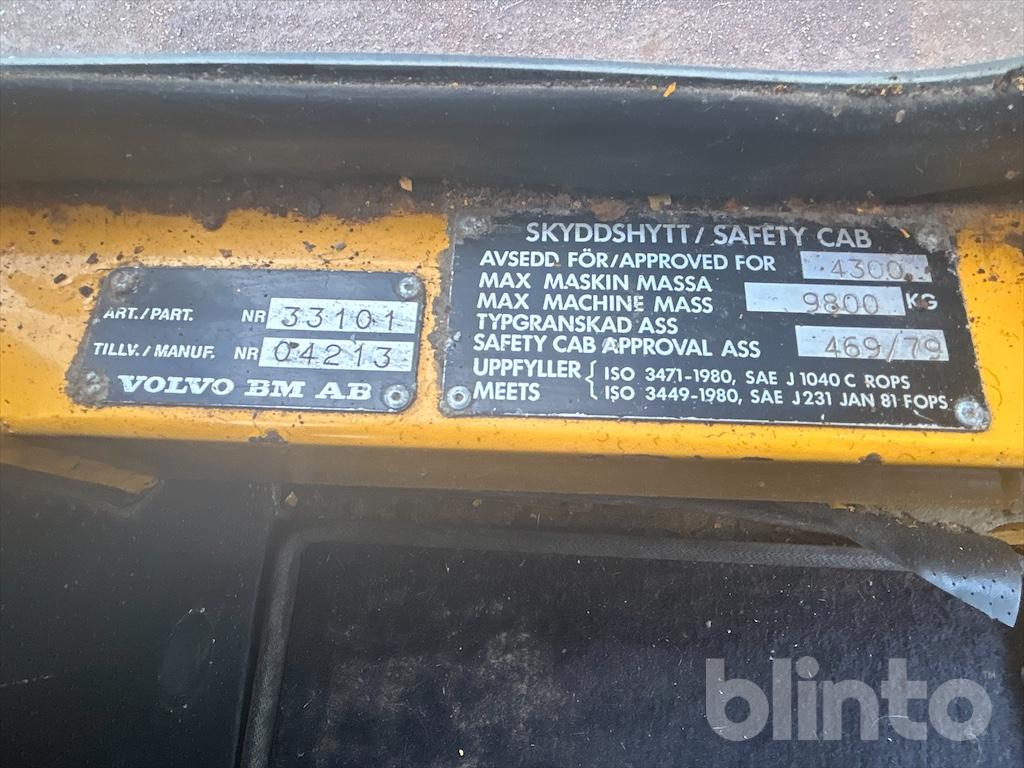 ART./PART. NR 33101
TILLV./MANUF. NR 04213
VOLVO BM AB
SKYDDSHYTT/SAFETY CAB
AVSEDD FÖR/APPROVED FOR 4300
MAX MASKIN MASSA
MAX MACHINE MASS 9800 KG
TYPGRANSKAD ASS
SAFETY CAB APPROVAL ASS 469/79
UPPFYLLER { ISO 3471-1980, SAE J1040 C ROPS
MEETS ISO 3449-1980, SAE J231 JAN 81 FOPS
blinto™